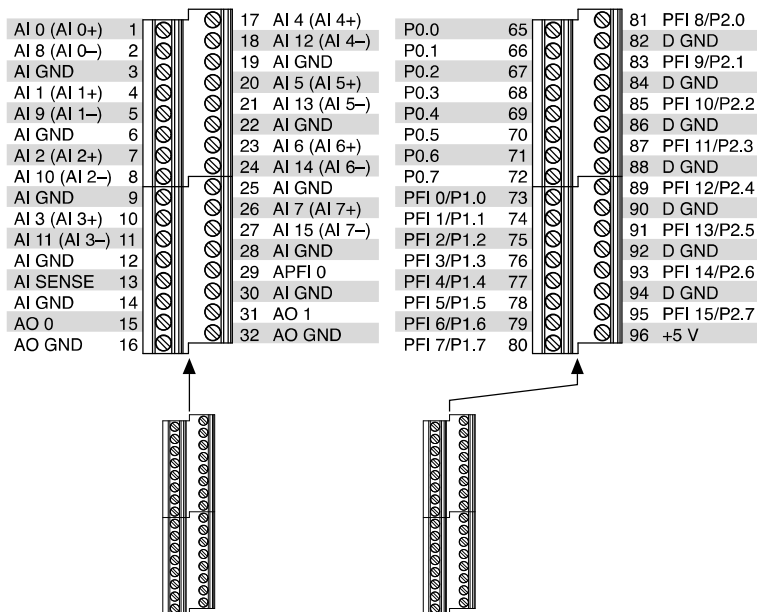 AI 0 (AI 0+) 1
AI 8 (AI 0–) 2
AI GND 3
AI 1 (AI 1+) 4
AI 9 (AI 1–) 5
AI GND 6
AI 2 (AI 2+) 7
AI 10 (AI 2–) 8
AI GND 9
AI 3 (AI 3+) 10
AI 11 (AI 3–) 11
AI GND 12
AI SENSE 13
AI GND 14
AO 0 15
AO GND 16
17 AI 4 (AI 4+)
18 AI 12 (AI 4–)
19 AI GND
20 AI 5 (AI 5+)
21 AI 13 (AI 5–)
22 AI GND
23 AI 6 (AI 6+)
24 AI 14 (AI 6–)
25 AI GND
26 AI 7 (AI 7+)
27 AI 15 (AI 7–)
28 AI GND
29 APFI 0
30 AI GND
31 AO 1
32 AO GND
P0.0 65
P0.1 66
P0.2 67
P0.3 68
P0.4 69
P0.5 70
P0.6 71
P0.7 72
PFI 0/P1.0 73
PFI 1/P1.1 74
PFI 2/P1.2 75
PFI 3/P1.3 76
PFI 4/P1.4 77
PFI 5/P1.5 78
PFI 6/P1.6 79
PFI 7/P1.7 80
81 PFI 8/P2.0
82 D GND
83 PFI 9/P2.1
84 D GND
85 PFI 10/P2.2
86 D GND
87 PFI 11/P2.3
88 D GND
89 PFI 12/P2.4
90 D GND
91 PFI 13/P2.5
92 D GND
93 PFI 14/P2.6
94 D GND
95 PFI 15/P2.7
96 +5 V